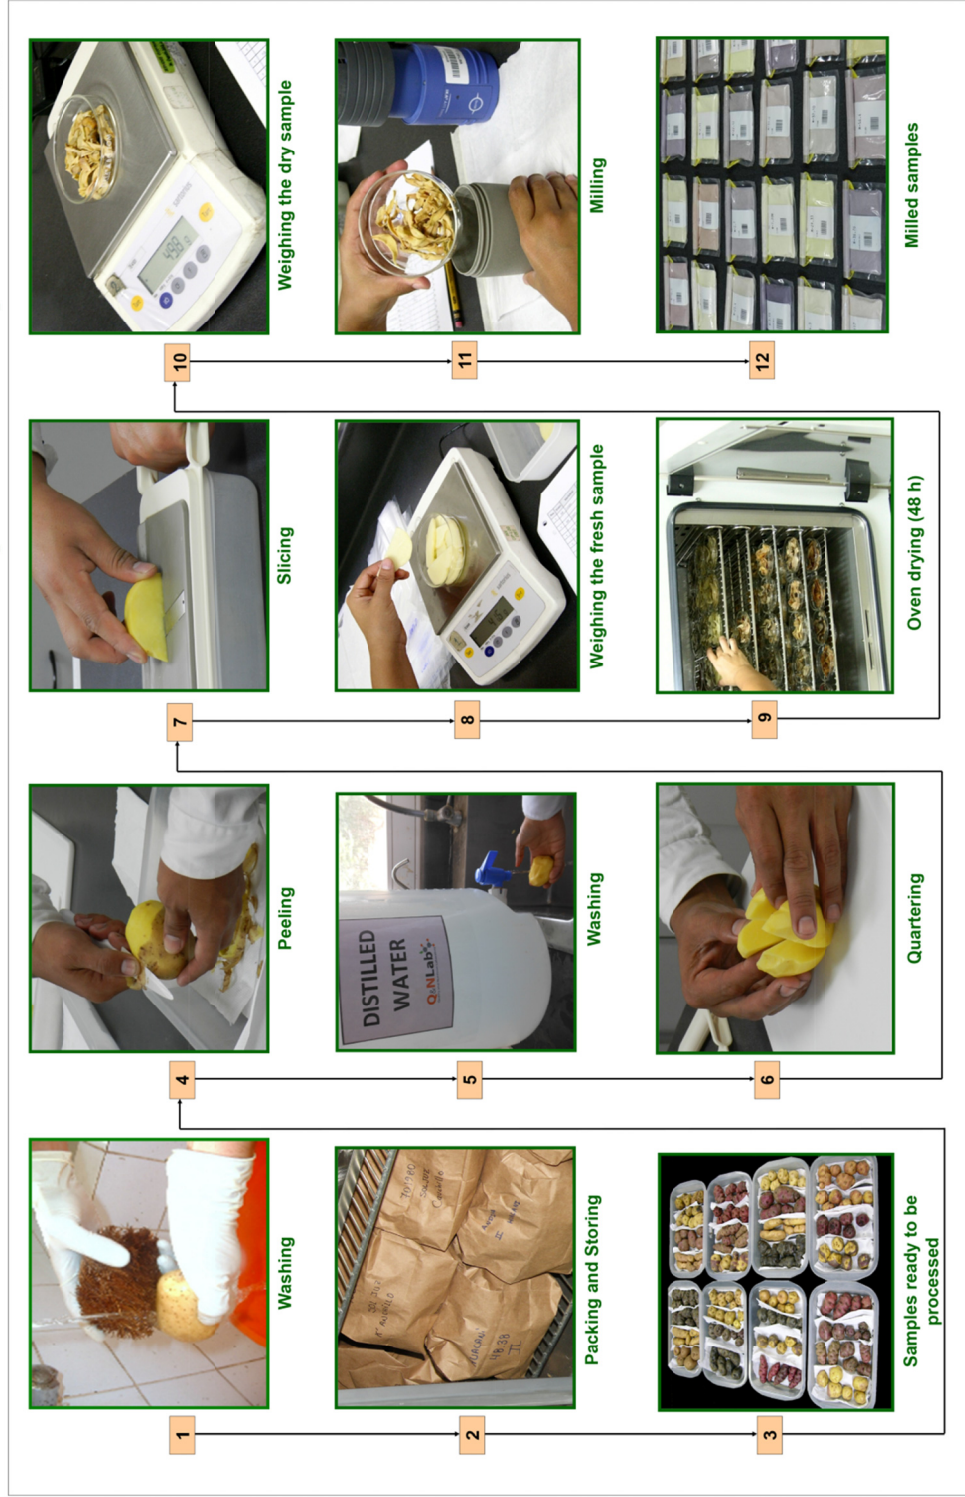 1
Washing
2
Packing and Storing
3
Samples ready to be
processed
4
Peeling
5
DISTILLED
WATER
Q&NLab
Washing
6
Quartering
7
Slicing
8
Weighing the fresh sample
9
Oven drying (48 h)
10
498
Weighing the dry sample
11
Milling
12
Milled samples